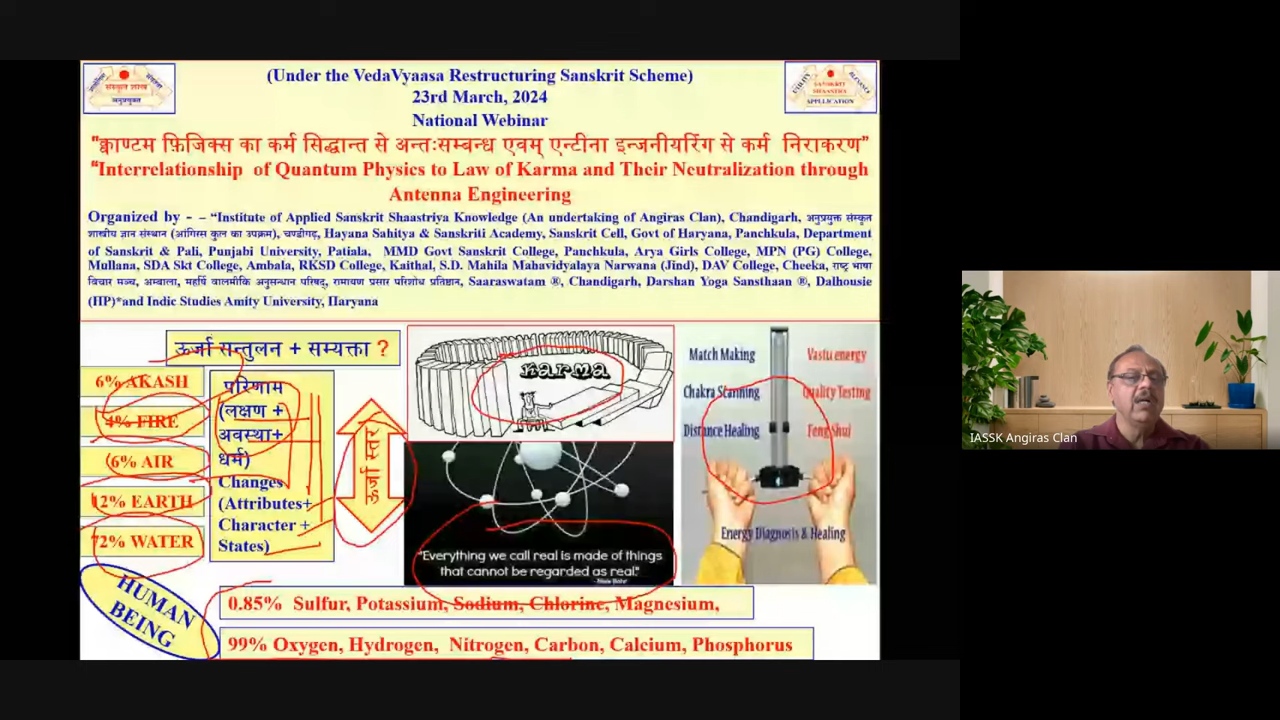 संस्कृत शास्त्र
अनुप्रयुक्त
(Under the VedaVyaasa Restructuring Sanskrit Scheme)
23rd March, 2024
National Webinar
SANSKRIT
SHAASTRA
APPLICATION
"क्वाण्टम फ़िजिक्स का कर्म सिद्धान्त से अन्तःसम्बन्ध एवम् एन्टीना इन्जनीयरिंग से कर्म निराकरण"
"Interrelationship of Quantum Physics to Law of Karma and Their Neutralization through
Antenna Engineering
Organized by - – "Institute of Applied Sanskrit Shaastriya Knowledge (An undertaking of Angiras Clan), Chandigarh, अनुप्रयुक्त संस्कृत
शास्त्रीय ज्ञान संस्थान (आंगिरस कुल का उपक्रम), चण्डीगढ़, Hayana Sahitya & Sanskriti Academy, Sanskrit Cell, Govt of Haryana, Panchkula, Department
of Sanskrit & Pali, Punjabi University, Patiala, MMD Govt Sanskrit College, Panchkula, Arya Girls College, MPN (PG) College,
Mullana, SDA Skt College, Ambala, RKSD College, Kaithal, S.D. Mahila Mahavidyalaya Narwana (Jind), DAV College, Cheeka, राष्ट्र भाषा
विचार मञ्च, अम्बाला, महर्षि वाल्मीकि अनुसन्धान परिषद्, रामायण प्रसार परिशोध प्रतिष्ठान, Saaraswatam ®, Chandigarh, Darshan Yoga Sansthaan ®, Dalhousie
(HP)*and Indic Studies Amity University, Haryana
ऊर्जा सन्तुलन + सम्यक्ता ?
6% AKASH
4% FIRE
(6% AIR
12% EARTH
72% WATER
परिणाम
(लक्षण +
अवस्था+
धर्म)
Changes
(Attributes+
Character +
States)
ऊर्जा स्तर
karma
"Everything we call real is made of things
that cannot be regarded as real."
Match Making
Vastu energy
Chakra Scanning
Quality Testing
Distance Healing
Feng Shui
Energy Diagnosis & Healing
HUMAN
BEING
0.85% Sulfur, Potassium, Sodium, Chlorine, Magnesium,
99% Oxygen, Hydrogen, Nitrogen, Carbon, Calcium, Phosphorus
IASSK Angiras Clan